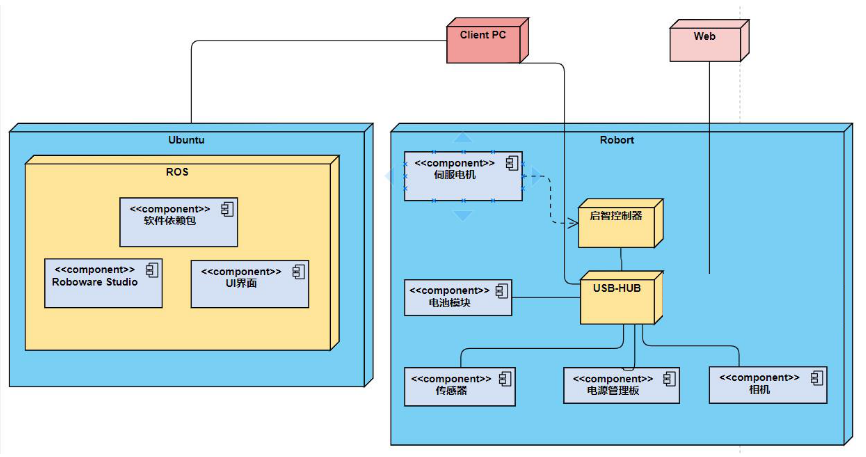 Client PC
Web
Ubuntu
Robort
ROS
<<component>>
软件依赖包
<<component>>
Roboware Studio
<<component>>
UI界面
<<component>>
伺服电机
启智控制器
<<component>>
电池模块
USB-HUB
<<component>>
传感器
<<component>>
电源管理板
<<component>>
相机